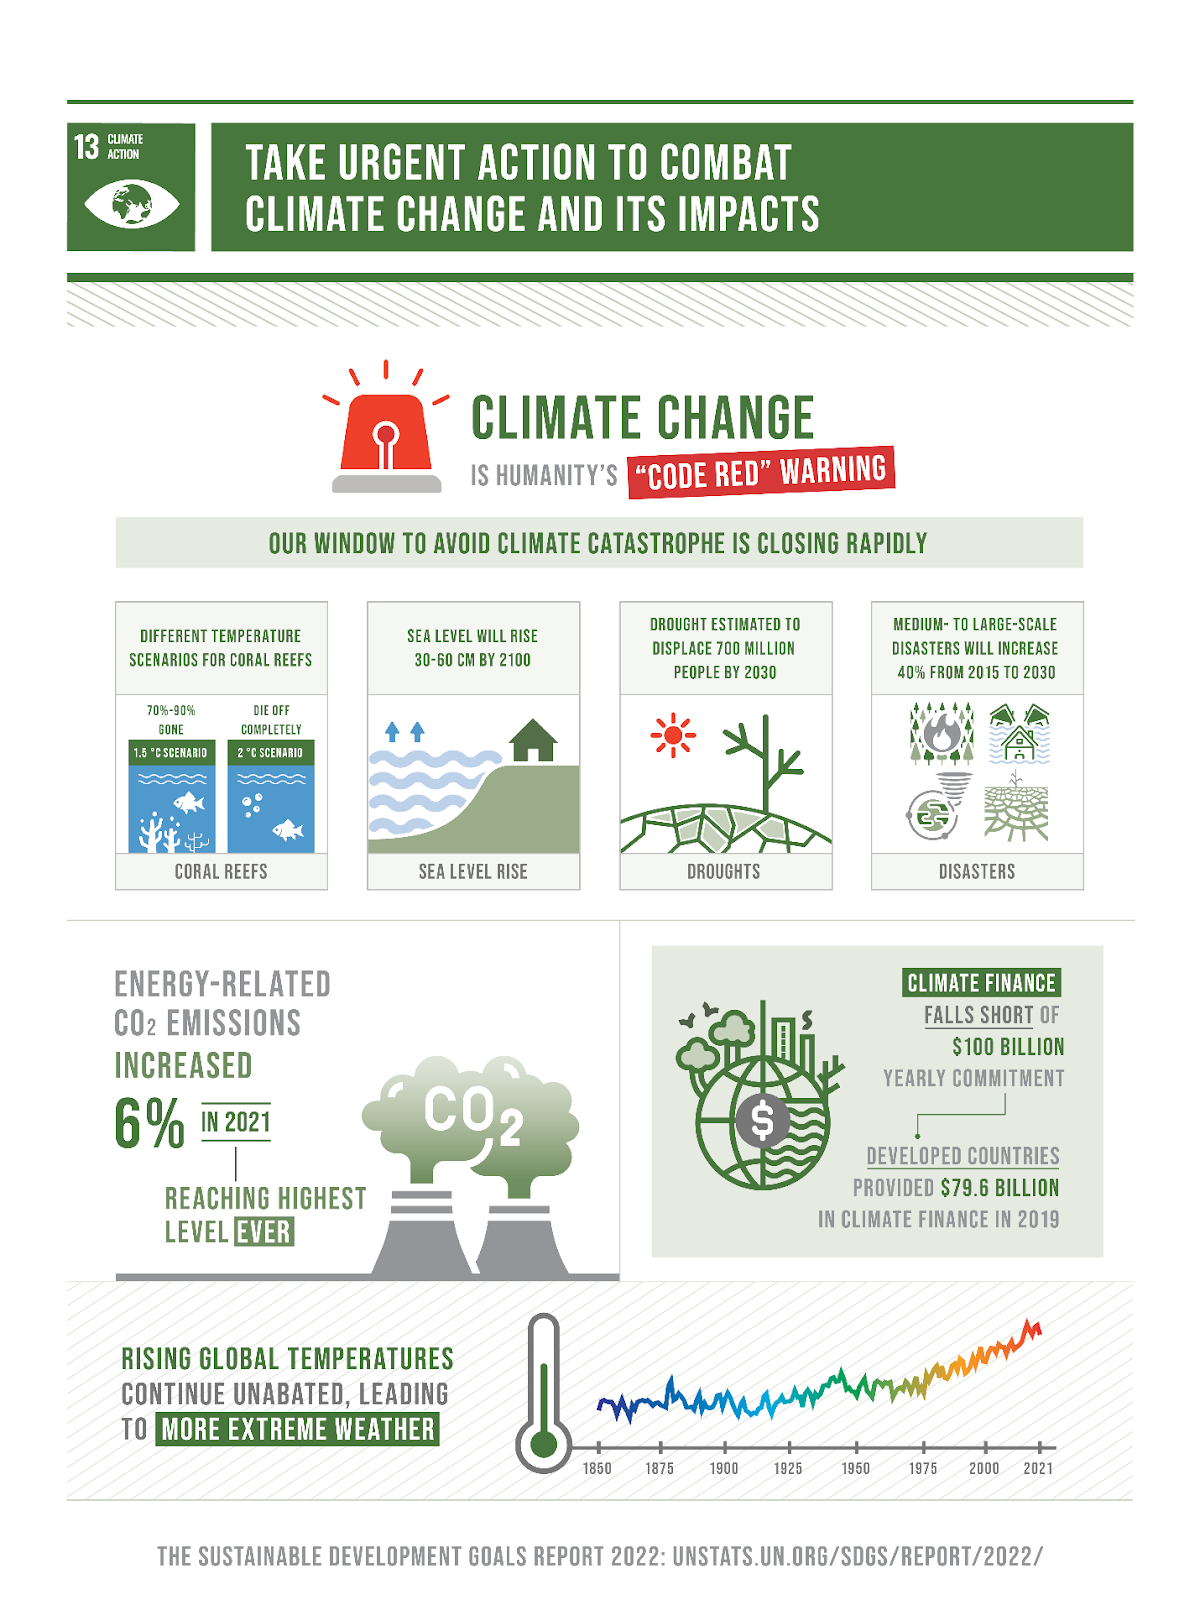 13 CLIMATE
ACTION
TAKE URGENT ACTION TO COMBAT
CLIMATE CHANGE AND ITS IMPACTS
CLIMATE CHANGE
IS HUMANITY'S "CODE RED" WARNING
OUR WINDOW TO AVOID CLIMATE CATASTROPHE IS CLOSING RAPIDLY
DIFFERENT TEMPERATURE
SCENARIOS FOR CORAL REEFS
70%-90%
GONE
1.5 °C SCENARIO
DIE OFF
COMPLETELY
2 °C SCENARIO
CORAL REEFS
SEA LEVEL WILL RISE
30-60 CM BY 2100
SEA LEVEL RISE
DROUGHT ESTIMATED TO
DISPLACE 700 MILLION
PEOPLE BY 2030
DROUGHTS
MEDIUM- TO LARGE-SCALE
DISASTERS WILL INCREASE
40% FROM 2015 TO 2030
DISASTERS
ENERGY-RELATED
CO2 EMISSIONS
INCREASED
6% IN 2021
REACHING HIGHEST
LEVEL EVER
CO2
CLIMATE FINANCE
FALLS SHORT OF
$100 BILLION
YEARLY COMMITMENT
$
DEVELOPED COUNTRIES
PROVIDED $79.6 BILLION
IN CLIMATE FINANCE IN 2019
RISING GLOBAL TEMPERATURES
CONTINUE UNABATED, LEADING
TO MORE EXTREME WEATHER
1850 1875 1900 1925 1950 1975 2000 2021
THE SUSTAINABLE DEVELOPMENT GOALS REPORT 2022: UNSTATS.UN.ORG/SDGS/REPORT/2022/